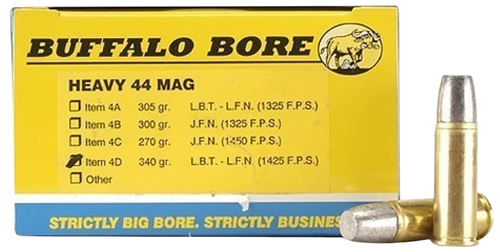 BUFFALO BORE
HEAVY 44 MAG
Item 4A 305 gr. L.B.T. - L.F.N. (1325 F.P.S.)
Item 4B 300 gr. J.F.N. (1325 F.P.S.)
Item 4C 270 gr. J.F.N. (1450 F.P.S.)
Item 4D 340 gr. L.B.T. - L.F.N (1425 F.P.S.)
Other
STRICTLY BIG BORE. STRICTLY BUSINES